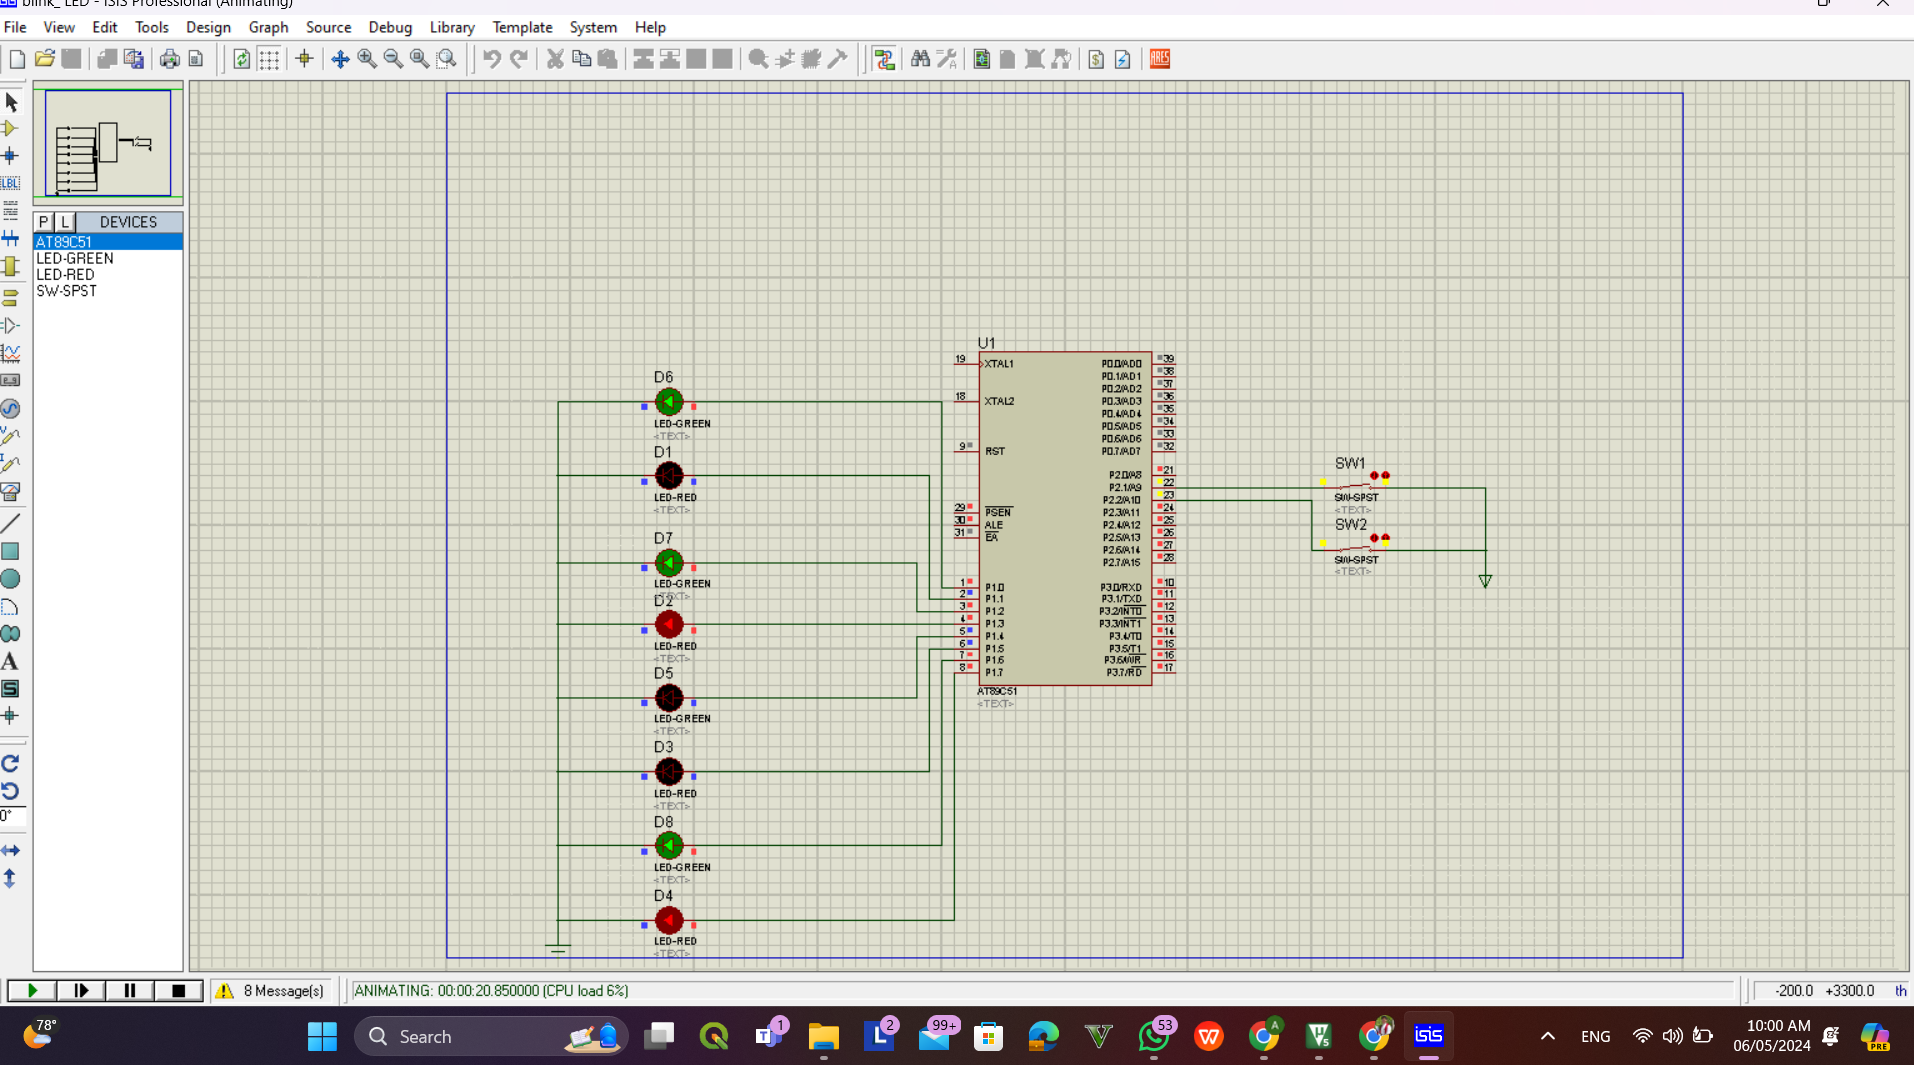 blink_ LED - ISIS Professional (Animating)
File View Edit Tools Design Graph Source Debug Library Template System Help
ARES
LBL
P L DEVICES
AT89C51
LED-GREEN
LED-RED
SW-SPST
A
S
0°
D6
LED-GREEN
<TEXT>
D1
LED-RED
<TEXT>
D7
LED-GREEN
<TEXT>
D2
LED-RED
<TEXT>
D5
LED-GREEN
<TEXT>
D3
LED-RED
<TEXT>
D8
LED-GREEN
<TEXT>
D4
LED-RED
<TEXT>
U1
19 XTAL1
18 XTAL2
9 RST
29 PSEN
30 ALE
31 EA
1 P1.0
2 P1.1
3 P1.2
4 P1.3
5 P1.4
6 P1.5
7 P1.6
8 P1.7
P0.0/AD0 39
P0.1/AD1 38
P0.2/AD2 37
P0.3/AD3 36
P0.4/AD4 35
P0.5/AD5 34
P0.6/AD6 33
P0.7/AD7 32
P2.0/A8 21
P2.1/A9 22
P2.2/A10 23
P2.3/A11 24
P2.4/A12 25
P2.5/A13 26
P2.6/A14 27
P2.7/A15 28
P3.0/RXD 10
P3.1/TXD 11
P3.2/INT0 12
P3.3/INT1 13
P3.4/T0 14
P3.5/T1 15
P3.6/WR 16
P3.7/RD 17
AT89C51
<TEXT>
SW1
SW-SPST
<TEXT>
SW2
SW-SPST
<TEXT>
8 Message(s)
ANIMATING: 00:00:20.850000 (CPU load 6%)
-200.0 +3300.0 th
78°
Search
1
2
99+
53
A
ISIS
ENG
10:00 AM
06/05/2024
PRE